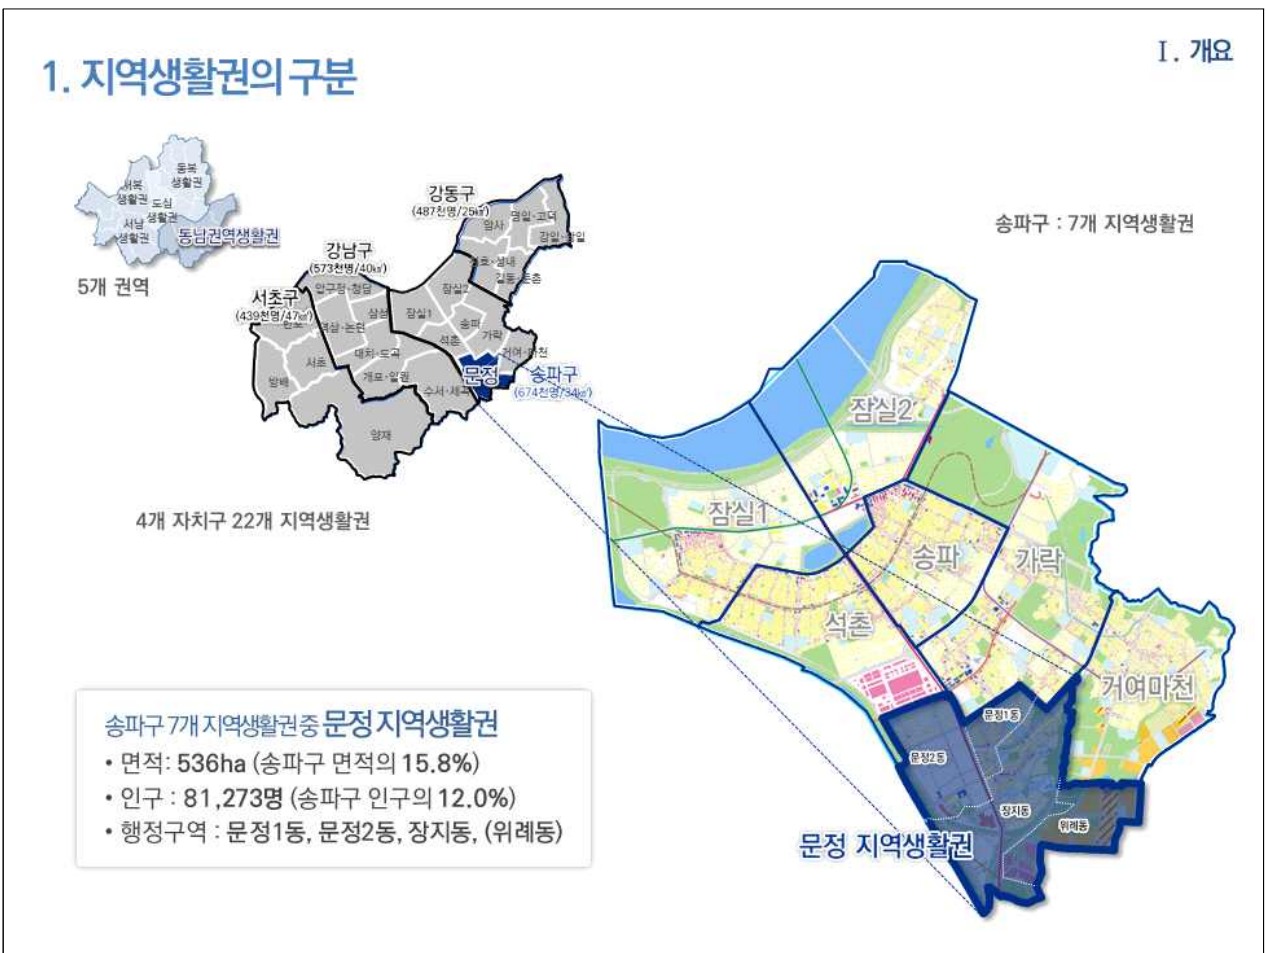 Ⅰ. 개요
1. 지역생활권의 구분
동북
생활권
서북
생활권
도심
생활권
서남
생활권
동남권역생활권
5개 권역
강동구
(487천명/25㎢)
암사
명일·고덕
강일·상일
성내
길동·둔촌
강남구
(573천명/40㎢)
압구정·청담
삼성
역삼·논현
대치·도곡
개포·일원
수서·세곡
서초구
(439천명/47㎢)
반포
서초
방배
양재
잠실2
잠실1
송파
석촌
가락
거여·마천
문정
송파구
(674천명/34㎢)
4개 자치구 22개 지역생활권
송파구 : 7개 지역생활권
잠실2
잠실1
송파
가락
석촌
거여마천
문정1동
문정2동
장지동
위례동
문정 지역생활권
송파구 7개 지역생활권 중 문정 지역생활권
• 면적: 536ha (송파구 면적의 15.8%)
• 인구 : 81,273명 (송파구 인구의 12.0%)
• 행정구역 : 문정1동, 문정2동, 장지동, (위례동)